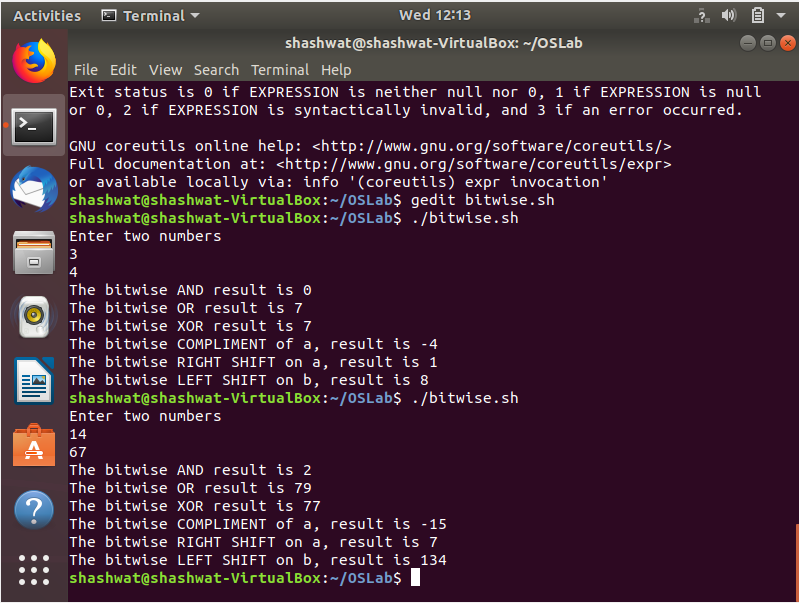 Activities Terminal Wed 12:13
shashwat@shashwat-VirtualBox: ~/OSLab
File Edit View Search Terminal Help
Exit status is 0 if EXPRESSION is neither null nor 0, 1 if EXPRESSION is null
or 0, 2 if EXPRESSION is syntactically invalid, and 3 if an error occurred.
GNU coreutils online help: <http://www.gnu.org/software/coreutils/>
Full documentation at: <http://www.gnu.org/software/coreutils/expr>
or available locally via: info '(coreutils) expr invocation'
shashwat@shashwat-VirtualBox:~/OSLab$ gedit bitwise.sh
shashwat@shashwat-VirtualBox:~/OSLab$ ./bitwise.sh
Enter two numbers
3
4
The bitwise AND result is 0
The bitwise OR result is 7
The bitwise XOR result is 7
The bitwise COMPLIMENT of a, result is -4
The bitwise RIGHT SHIFT on a, result is 1
The bitwise LEFT SHIFT on b, result is 8
shashwat@shashwat-VirtualBox:~/OSLab$ ./bitwise.sh
Enter two numbers
14
67
The bitwise AND result is 2
The bitwise OR result is 79
The bitwise XOR result is 77
The bitwise COMPLIMENT of a, result is -15
The bitwise RIGHT SHIFT on a, result is 7
The bitwise LEFT SHIFT on b, result is 134
shashwat@shashwat-VirtualBox:~/OSLab$